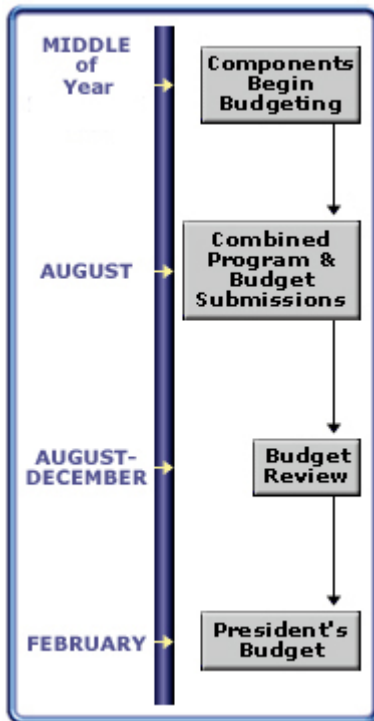 MIDDLE
of
Year
Components
Begin
Budgeting
AUGUST
Combined
Program &
Budget
Submissions
AUGUST-
DECEMBER
Budget
Review
FEBRUARY
President's
Budget